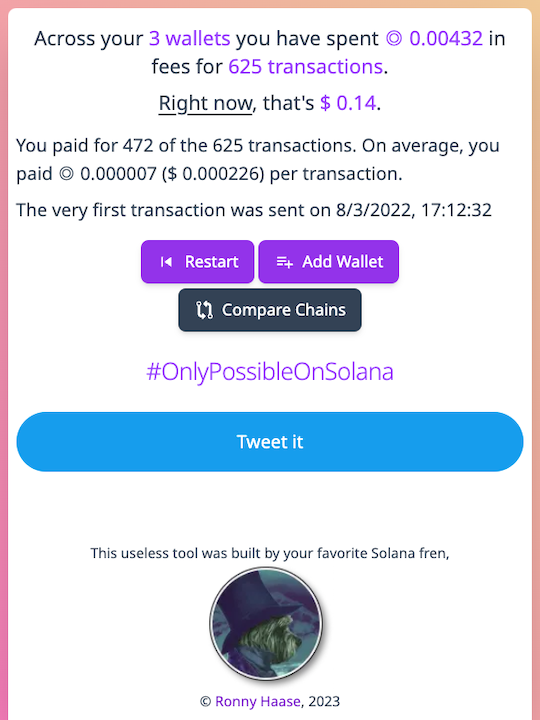 Across your 3 wallets you have spent ◎ 0.00432 in
fees for 625 transactions.
Right now, that's $ 0.14.
You paid for 472 of the 625 transactions. On average, you
paid ◎ 0.000007 ($ 0.000226) per transaction.
The very first transaction was sent on 8/3/2022, 17:12:32
Restart
Add Wallet
Compare Chains
#OnlyPossibleOnSolana
Tweet it
This useless tool was built by your favorite Solana fren,
© Ronny Haase, 2023